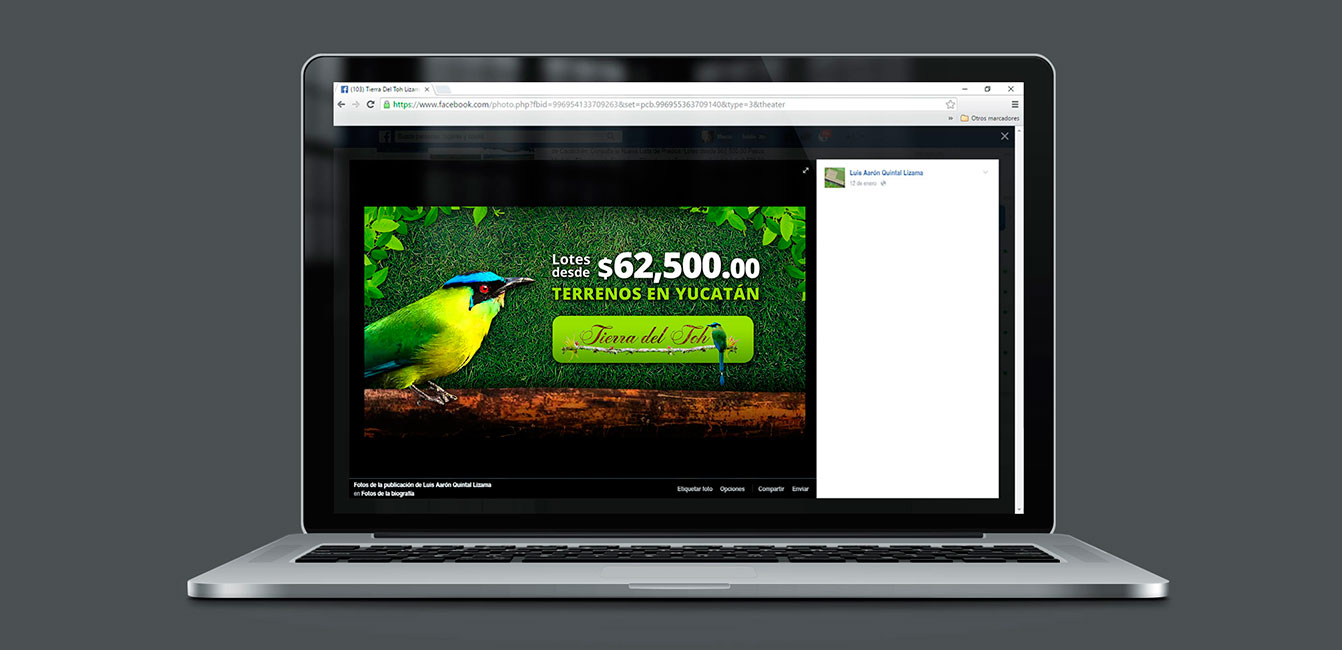 (103) Tierra Del Toh Lizam
https://www.facebook.com/photo.php?fbid=996954133709263&set=pcb.996955363709140&type=3&theater
» Otros marcadores
Luis Aarón Quintal Lizama
12 de enero
Lotes
desde $62,500.00
TERRENOS EN YUCATÁN
Tierra del Toh
Fotos de la publicación de Luis Aarón Quintal Lizama
en Fotos de la biografía
Etiquetar foto Opciones Compartir Enviar